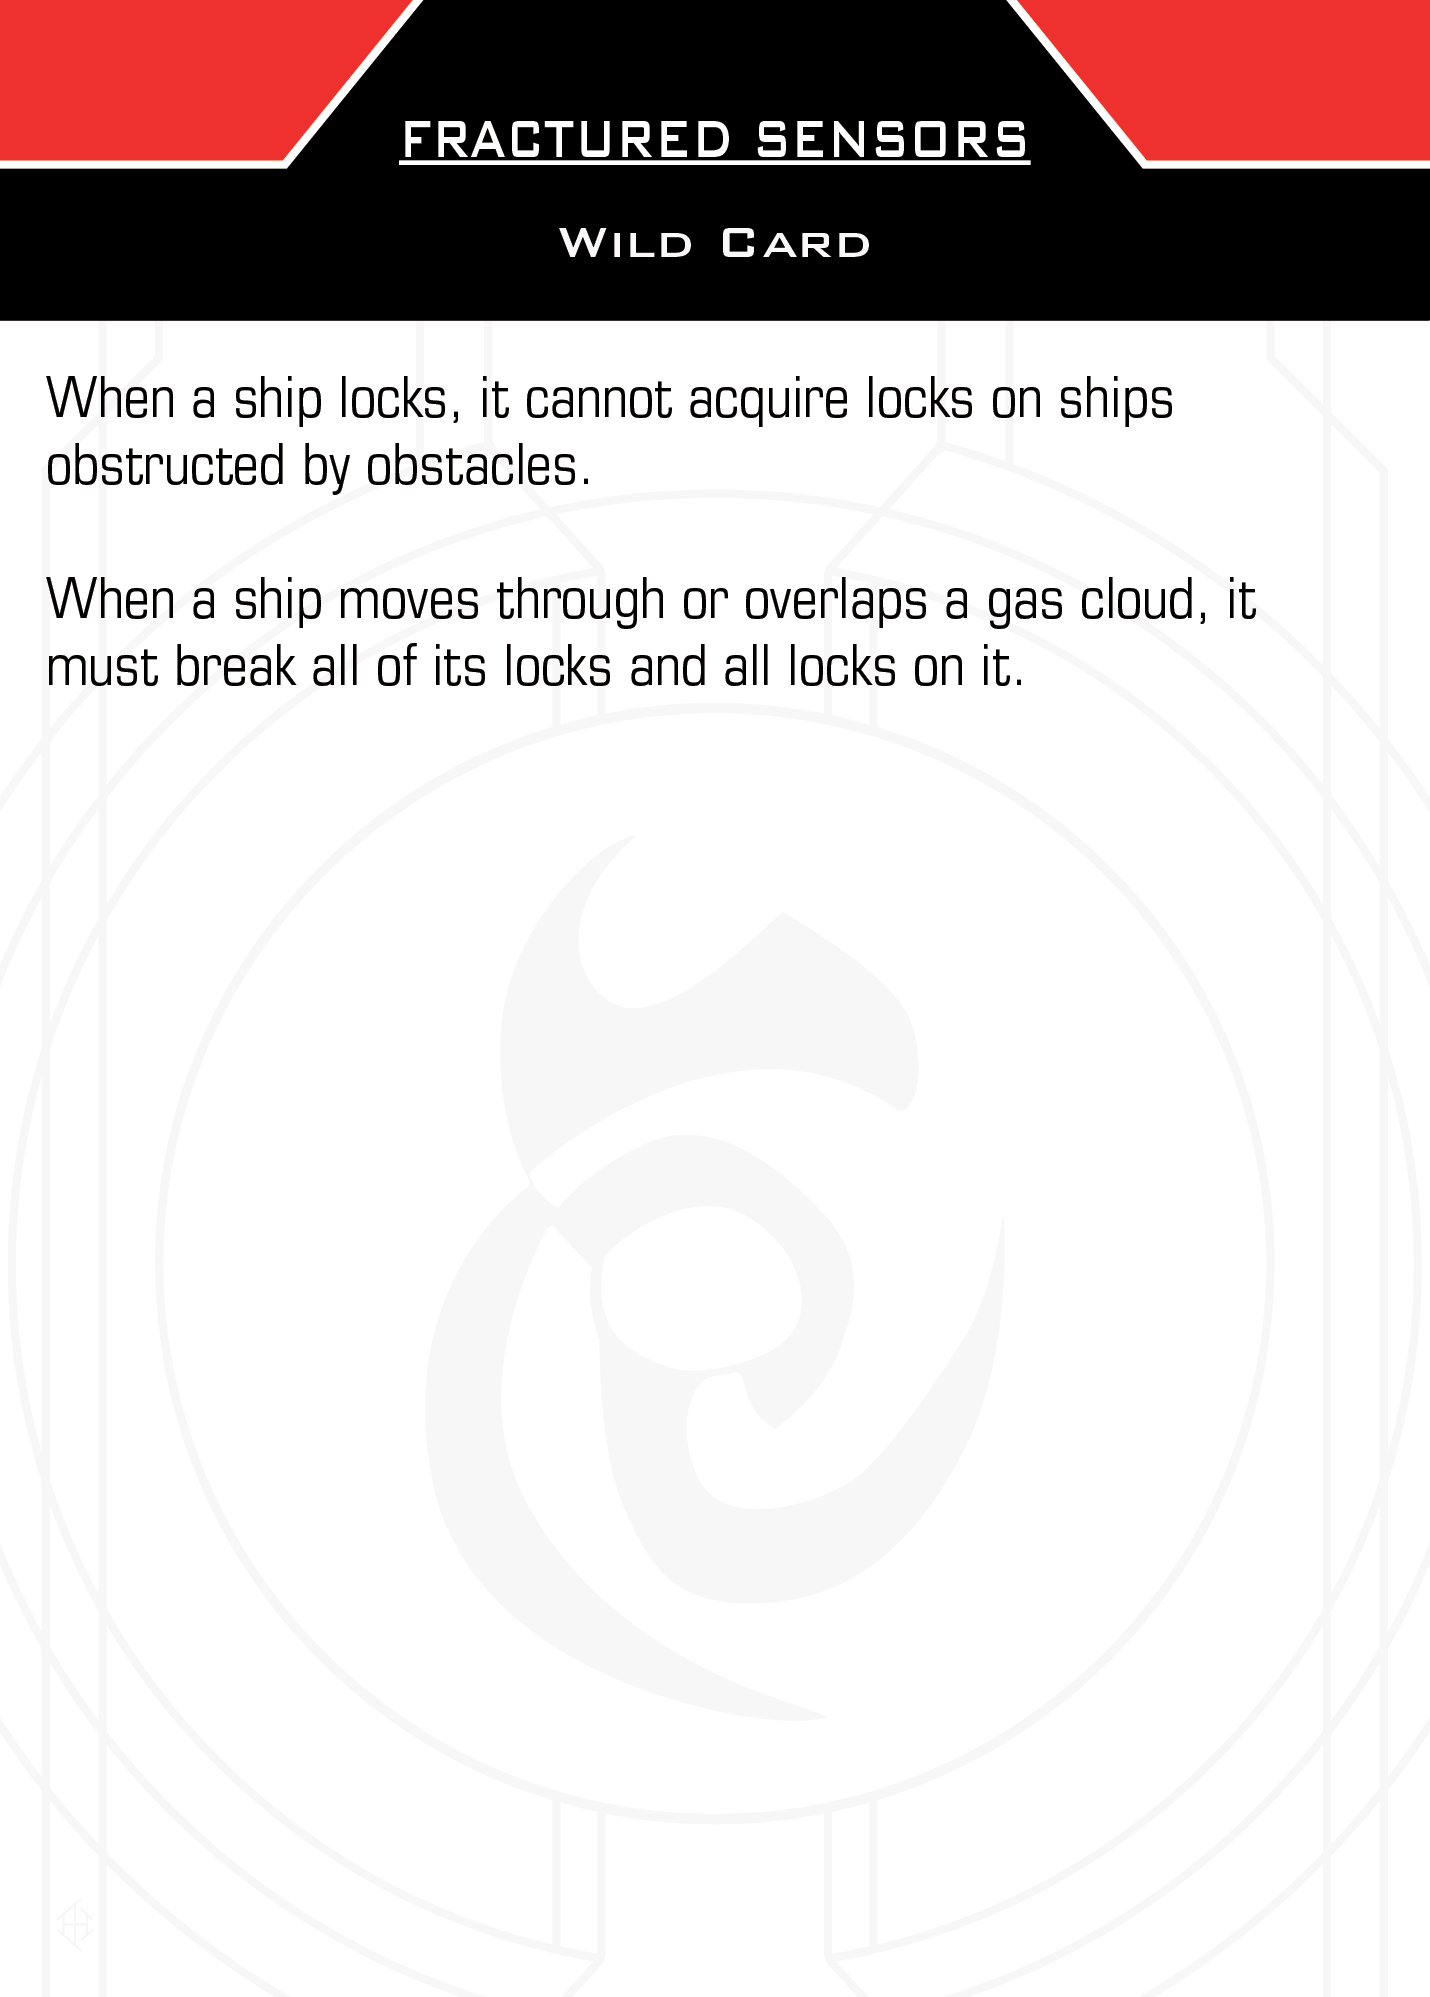 FRACTURED SENSORS
Wild Card
When a ship locks, it cannot acquire locks on ships
obstructed by obstacles.
When a ship moves through or overlaps a gas cloud, it
must break all of its locks and all locks on it.